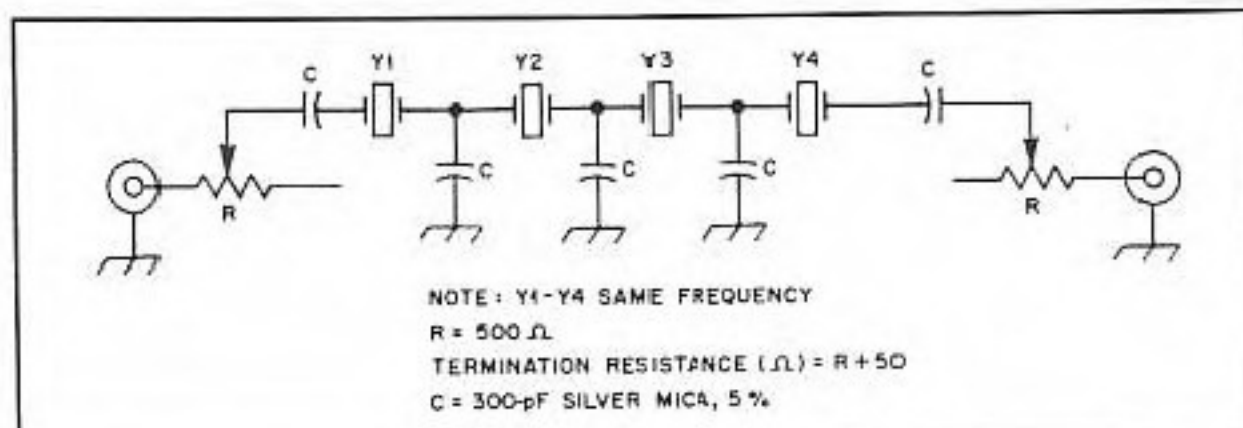 C Y1 Y2 Y3 Y4 C
C C C
R R
NOTE: Y1-Y4 SAME FREQUENCY
R = 500 Ω
TERMINATION RESISTANCE (Ω) = R + 50
C = 300-pF SILVER MICA, 5%